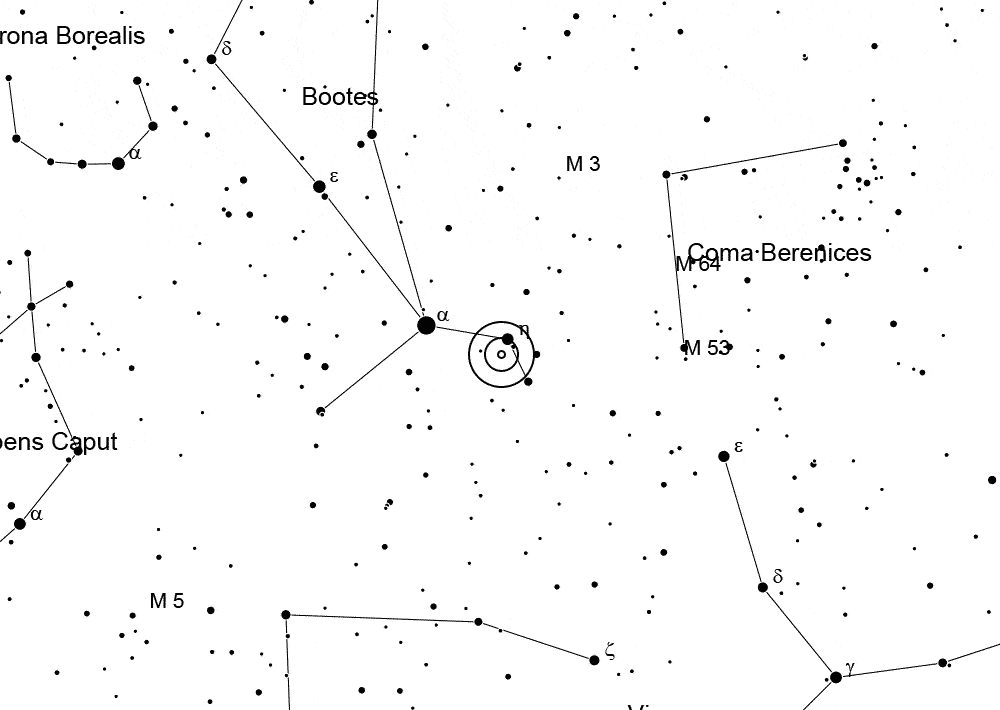 rona Borealis
δ
Bootes
α
M 3
ε
Coma Berenices
M 64
α
η
M 53
pens Caput
ε
α
δ
M 5
ζ
γ